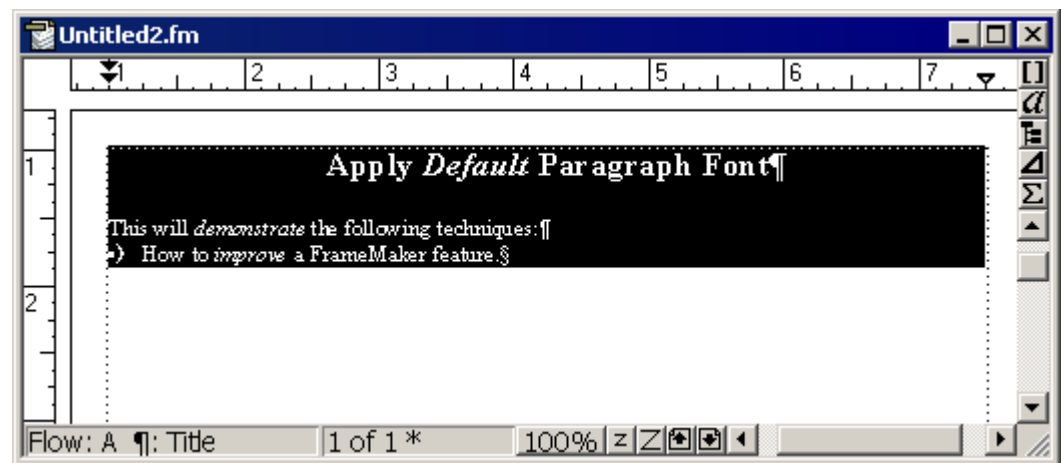 Untitled2.fm
1 2 3 4 5 6 7
1
2
Apply Default Paragraph Font¶
This will demonstrate the following techniques:¶
How to improve a FrameMaker feature.§
Flow: A ¶: Title 1 of 1 * 100% z Z